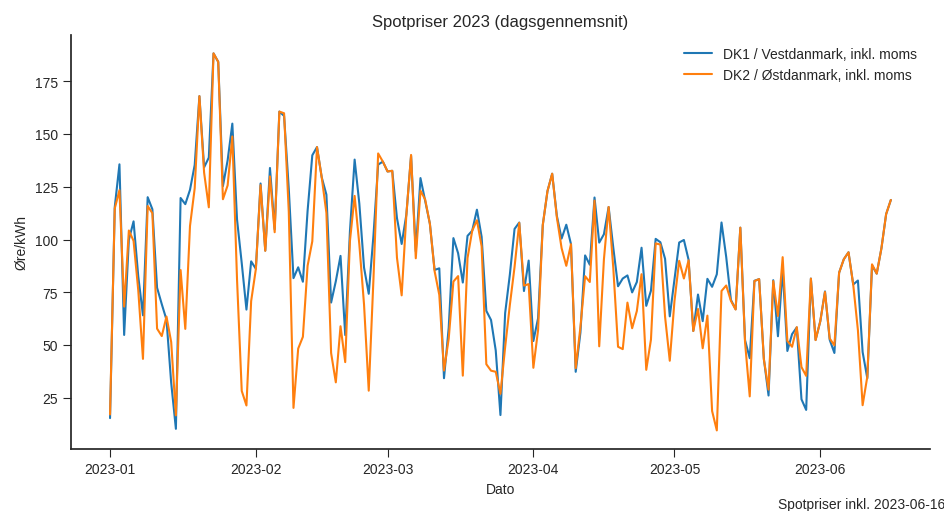 Spotpriser 2023 (dagsgennemsnit)
DK1 / Vestdanmark, inkl. moms
DK2 / Østdanmark, inkl. moms
Øre/kWh
175
150
125
100
75
50
25
2023-01
2023-02
2023-03
2023-04
2023-05
2023-06
Dato
Spotpriser inkl. 2023-06-16